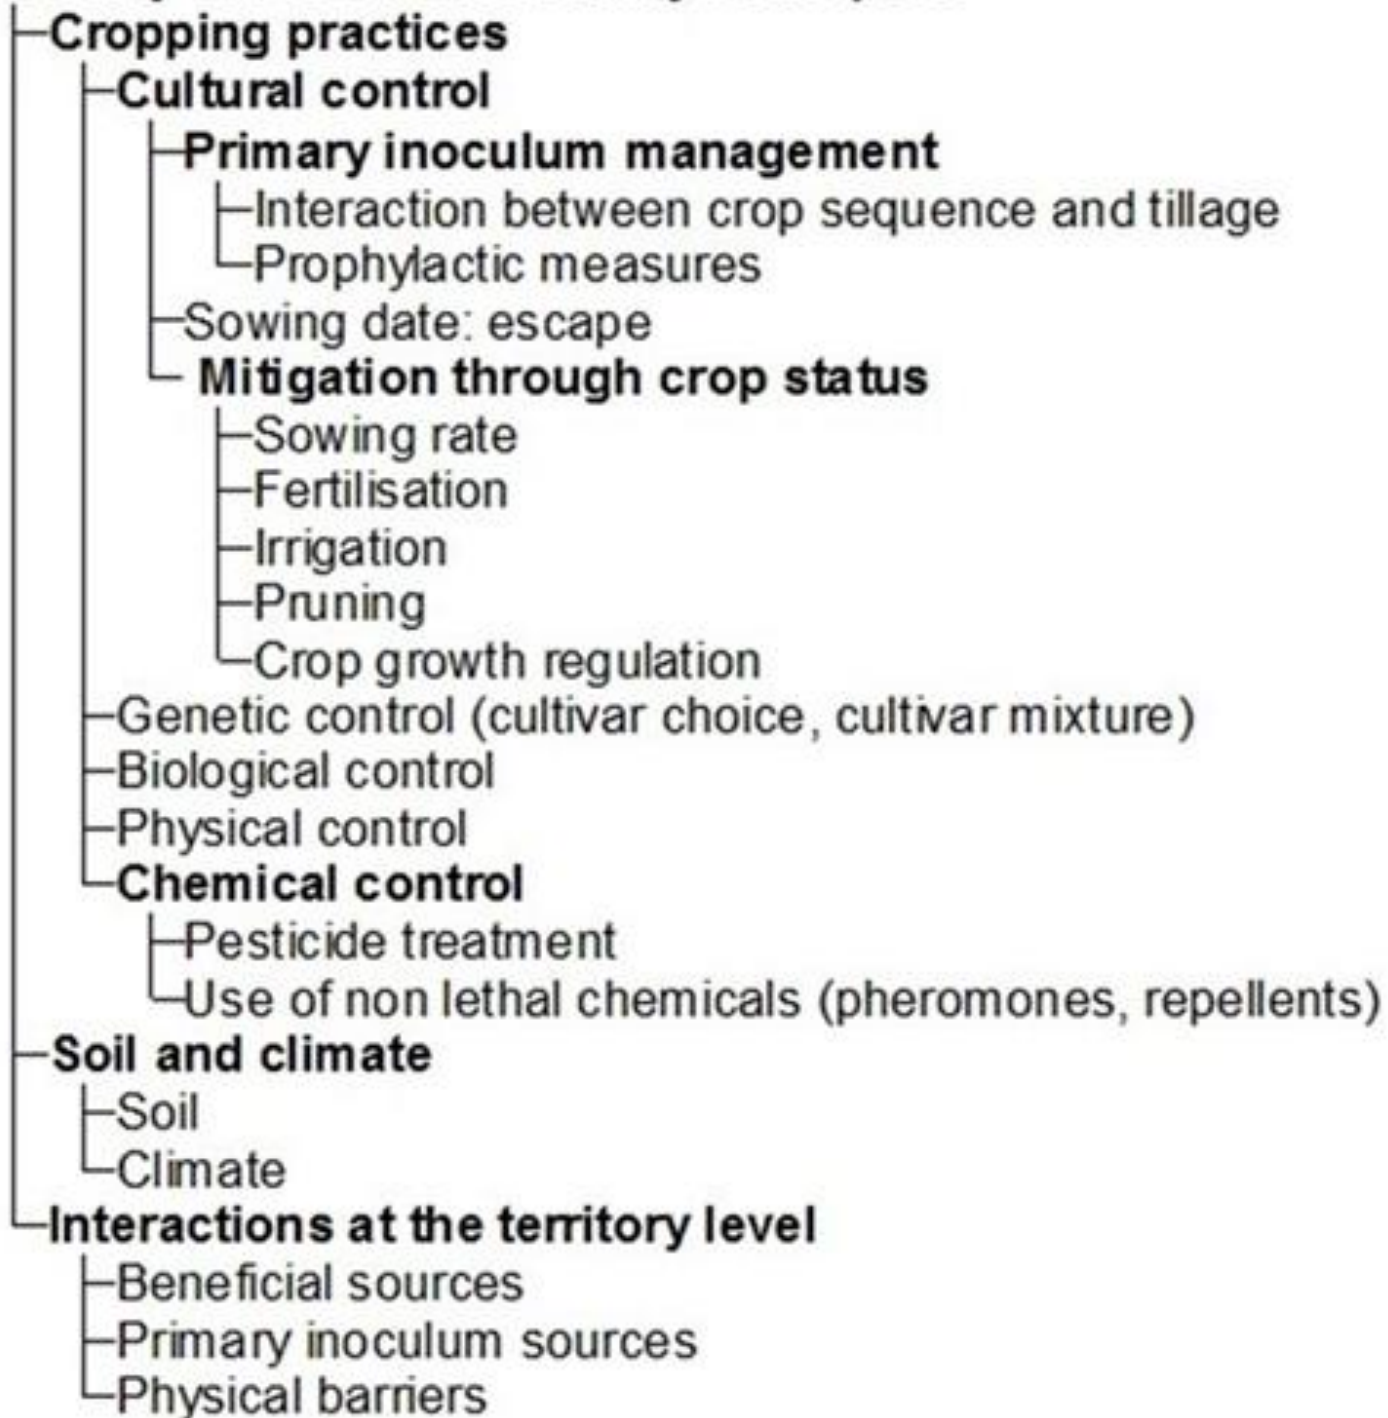 Cropping practices
Cultural control
Primary inoculum management
Interaction between crop sequence and tillage
Prophylactic measures
Sowing date: escape
Mitigation through crop status
Sowing rate
Fertilisation
Irrigation
Pruning
Crop growth regulation
Genetic control (cultivar choice, cultivar mixture)
Biological control
Physical control
Chemical control
Pesticide treatment
Use of non lethal chemicals (pheromones, repellents)
Soil and climate
Soil
Climate
Interactions at the territory level
Beneficial sources
Primary inoculum sources
Physical barriers